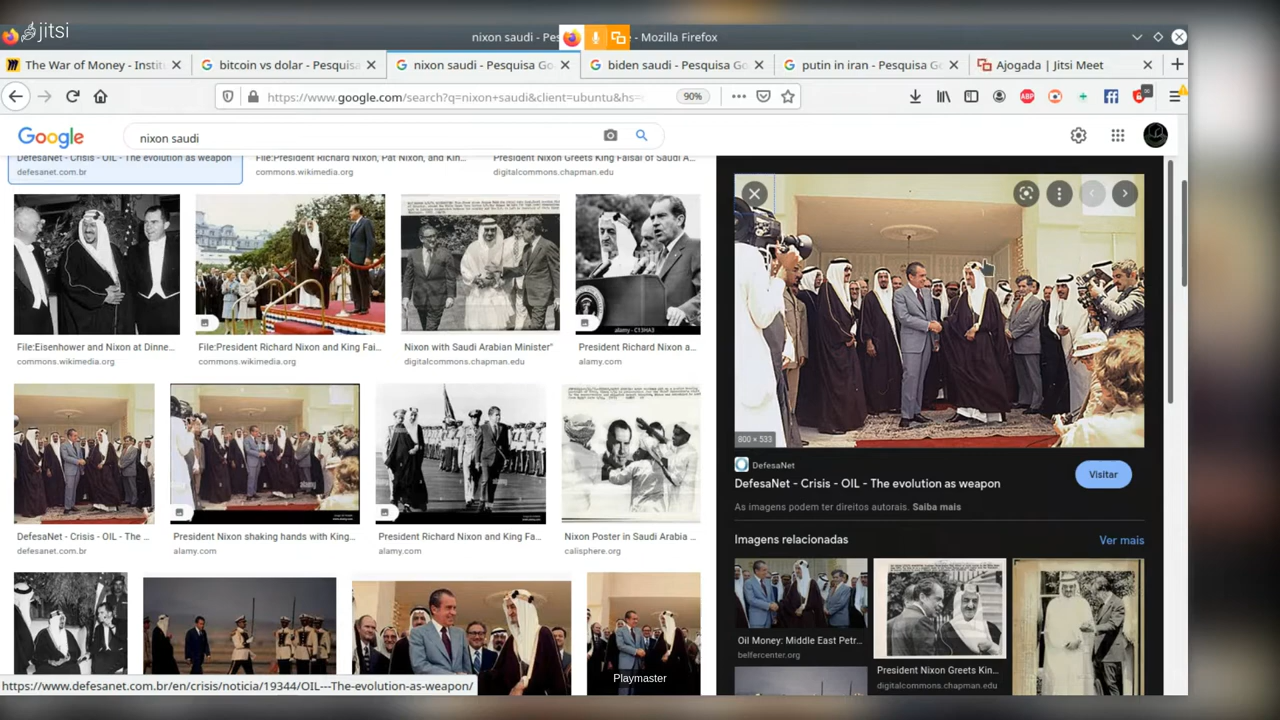 jitsi
nixon saudi - Pes
- Mozilla Firefox
The War of Money - Instit
bitcoin vs dolar - Pesquisa
nixon saudi - Pesquisa Go
biden saudi - Pesquisa Go
putin in iran - Pesquisa G
Ajogada | Jitsi Meet
https://www.google.com/search?q=nixon+saudi&client=ubuntu&hs=
90%
ABP
Google
nixon saudi
DefesaNet - Crisis - OIL - The evolution as weapon
defesanet.com.br
File:President Richard Nixon, Pat Nixon, and Kin...
commons.wikimedia.org
President Nixon Greets King Faisal of Saudi A...
digitalcommons.chapman.edu
alamy - C13HA3
File:Eisenhower and Nixon at Dinne...
commons.wikimedia.org
File:President Richard Nixon and King Fai...
commons.wikimedia.org
Nixon with Saudi Arabian Minister"
digitalcommons.chapman.edu
President Richard Nixon a...
alamy.com
DefesaNet - Crisis - OIL - The ...
defesanet.com.br
President Nixon shaking hands with King...
alamy.com
President Richard Nixon and King Fa...
alamy.com
Nixon Poster in Saudi Arabia ...
calisphere.org
800 × 533
DefesaNet
DefesaNet - Crisis - OIL - The evolution as weapon
Visitar
As imagens podem ter direitos autorais. Saiba mais
Imagens relacionadas
Ver mais
Oil Money: Middle East Petr...
belfercenter.org
President Nixon Greets Kin...
digitalcommons.chapman.edu
https://www.defesanet.com.br/en/crisis/noticia/19344/OIL---The-evolution-as-weapon/
Playmaster